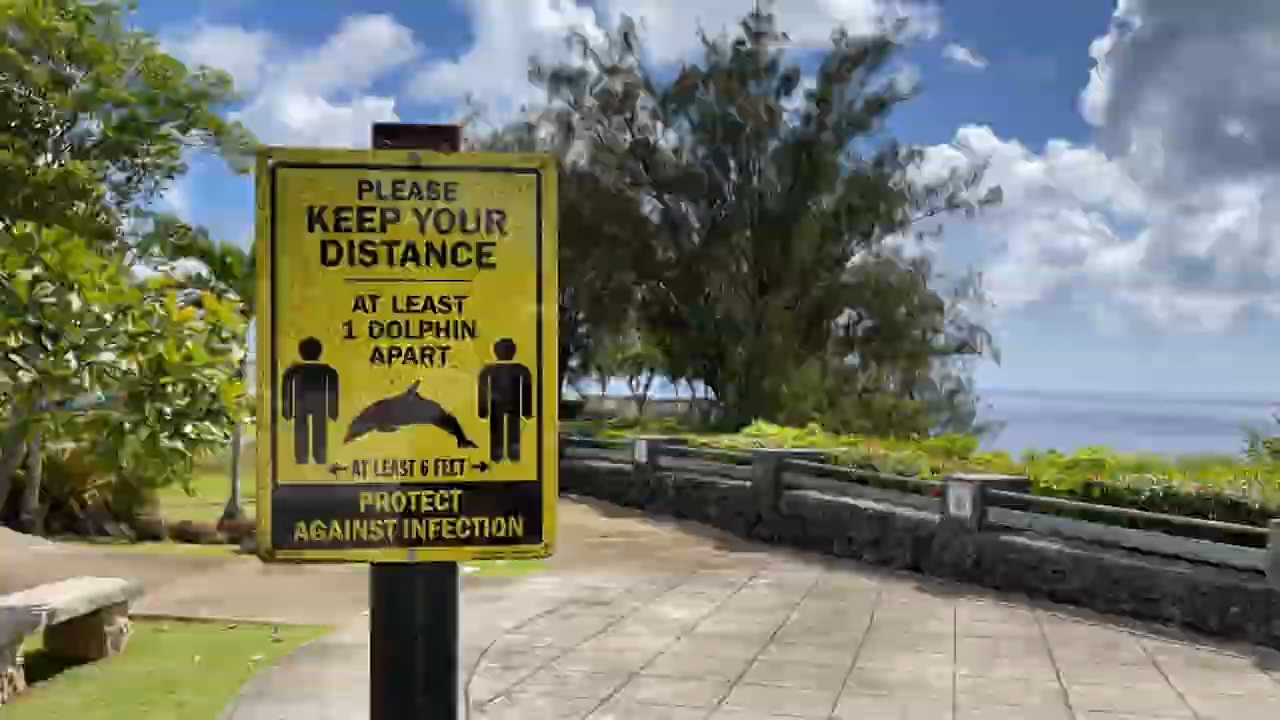 PLEASE
KEEP YOUR
DISTANCE
AT LEAST
1 DOLPHIN
APART
AT LEAST 6 FEET
PROTECT
AGAINST INFECTION